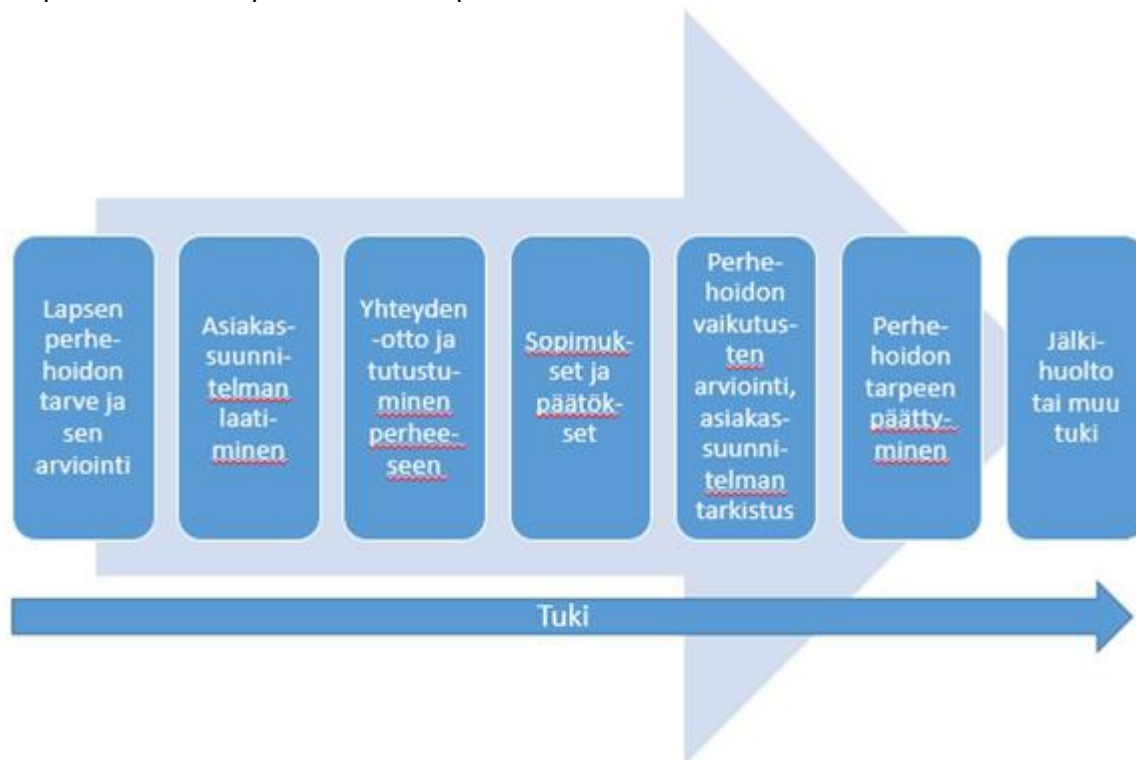 Lapsen
perhe-
hoidon
tarve ja
sen
arviointi
Asiakas-
suunni-
telman
laati-
minen
Yhteyden
-otto ja
tutustu-
minen
perhee-
seen
Sopimuk-
set ja
päätök-
set
Perhe-
hoidon
vaikutus-
ten
arviointi,
asiakas-
suunni-
telman
tarkistus
Perhe-
hoidon
tarpeen
päätty-
minen
Jälki-
huolto
tai muu
tuki
Tuki